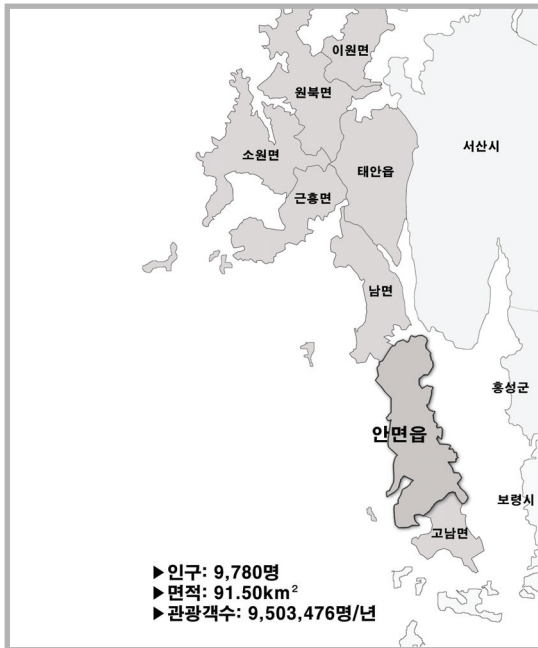 이원면
원북면
서산시
소원면
태안읍
근흥면
남면
홍성군
안면읍
보령시
고남면
▶인구: 9,780명
▶면적: 91.50km²
▶관광객수: 9,503,476명/년